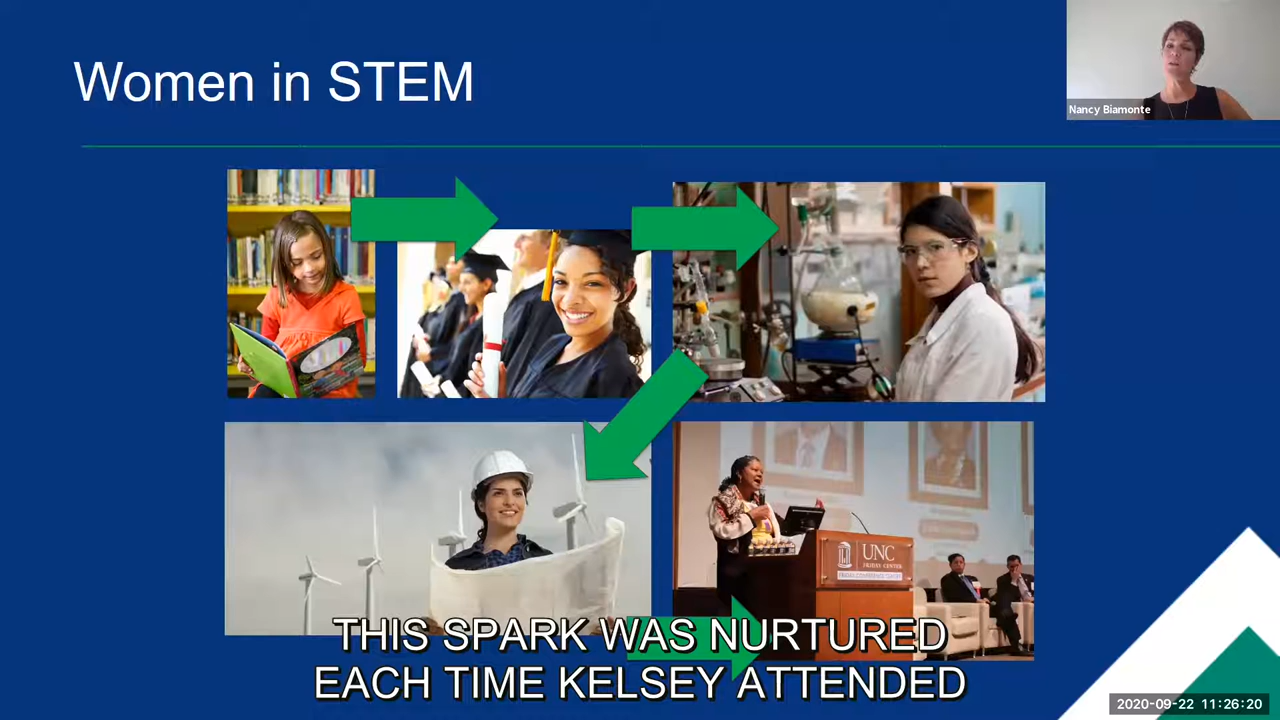 Women in STEM
Nancy Biamonte
UNC
FRIDAY CENTER
THIS SPARK WAS NURTURED
EACH TIME KELSEY ATTENDED
2020-09-22 11:26:20